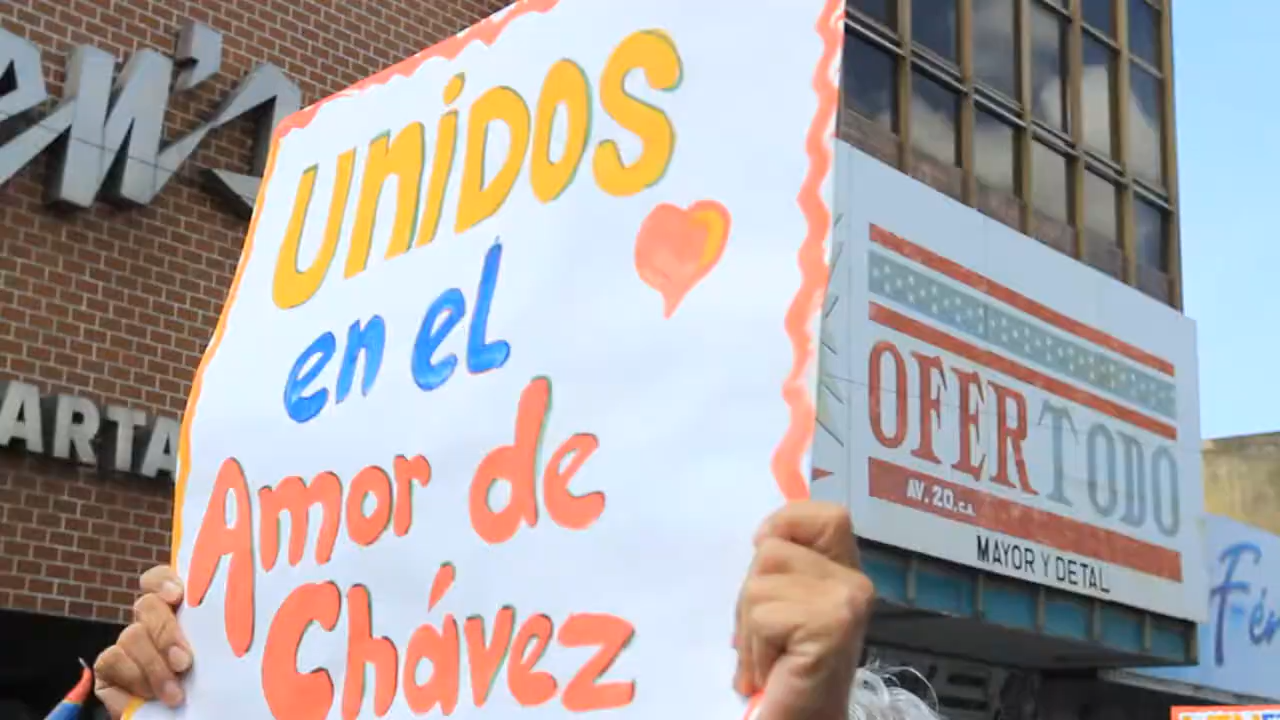 UniDOS
en el
Amor de
Chávez
OFERTODO
AV. 20, C.A.
MAYOR Y DETAL
ARTA